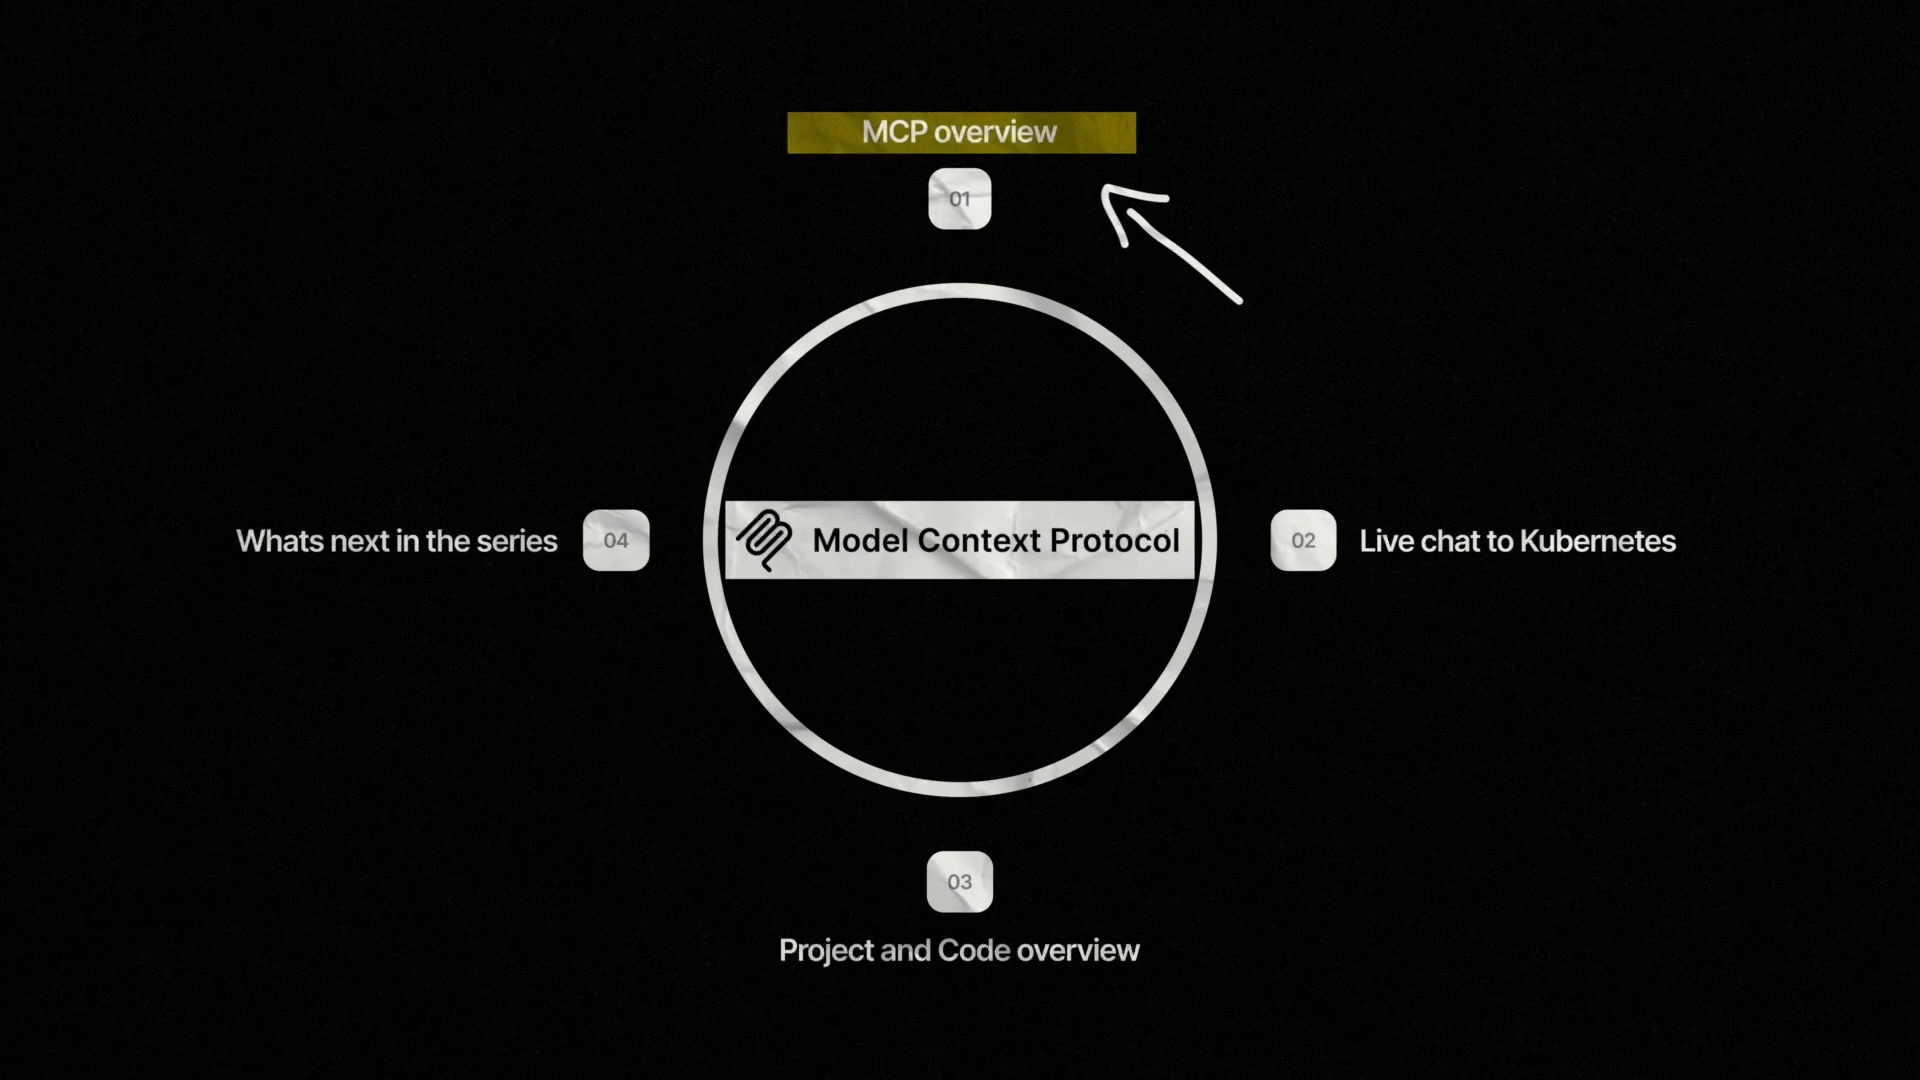 MCP overview
01
Whats next in the series
04
Model Context Protocol
02
Live chat to Kubernetes
03
Project and Code overview